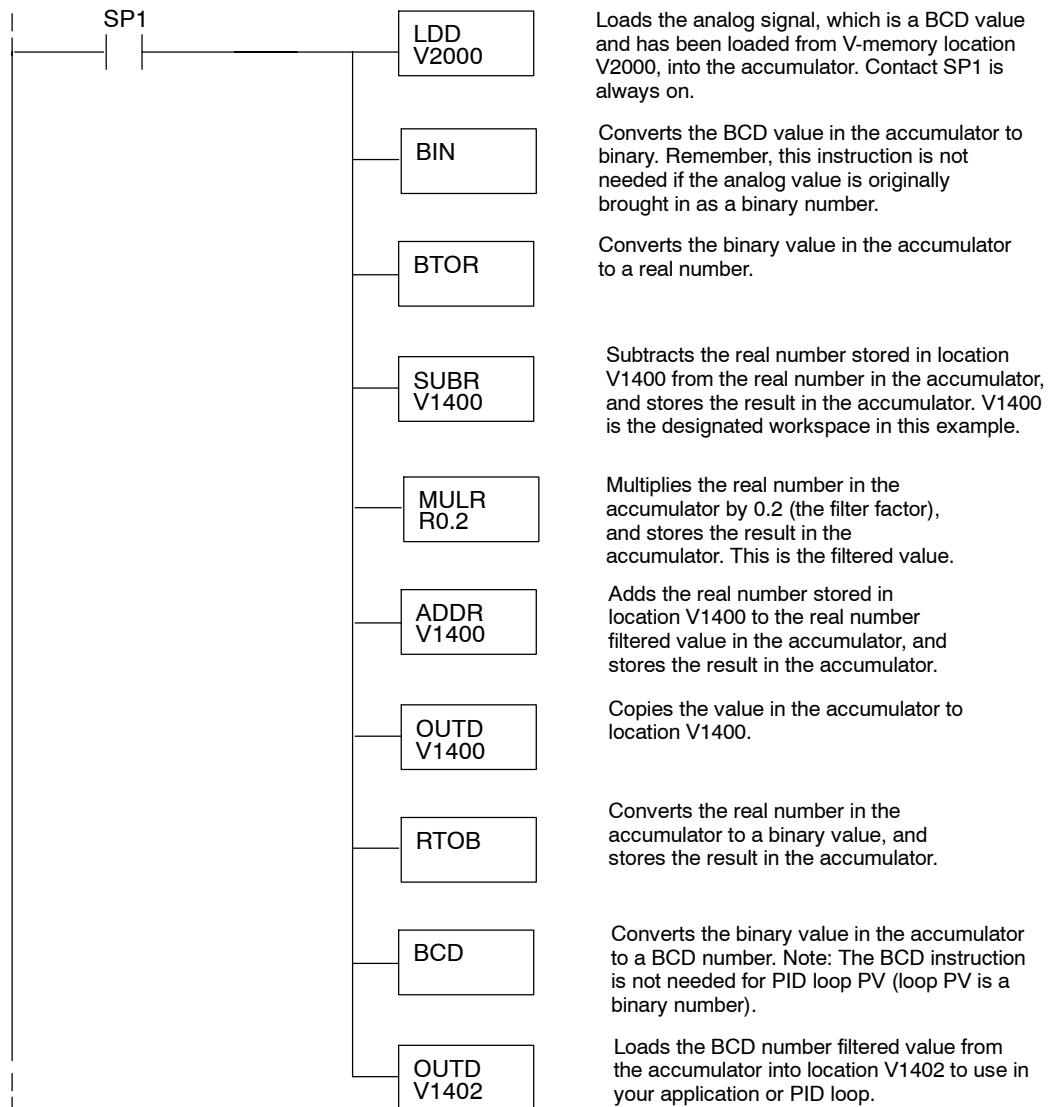 SP1
LDD
V2000
Loads the analog signal, which is a BCD value
and has been loaded from V-memory location
V2000, into the accumulator. Contact SP1 is
always on.
BIN
Converts the BCD value in the accumulator to
binary. Remember, this instruction is not
needed if the analog value is originally
brought in as a binary number.
BTOR
Converts the binary value in the accumulator
to a real number.
SUBR
V1400
Subtracts the real number stored in location
V1400 from the real number in the accumulator,
and stores the result in the accumulator. V1400
is the designated workspace in this example.
MULR
R0.2
Multiplies the real number in the
accumulator by 0.2 (the filter factor),
and stores the result in the
accumulator. This is the filtered value.
ADDR
V1400
Adds the real number stored in
location V1400 to the real number
filtered value in the accumulator, and
stores the result in the accumulator.
OUTD
V1400
Copies the value in the accumulator to
location V1400.
RTOB
Converts the real number in the
accumulator to a binary value, and
stores the result in the accumulator.
BCD
Converts the binary value in the accumulator
to a BCD number. Note: The BCD instruction
is not needed for PID loop PV (loop PV is a
binary number).
OUTD
V1402
Loads the BCD number filtered value from
the accumulator into location V1402 to use in
your application or PID loop.